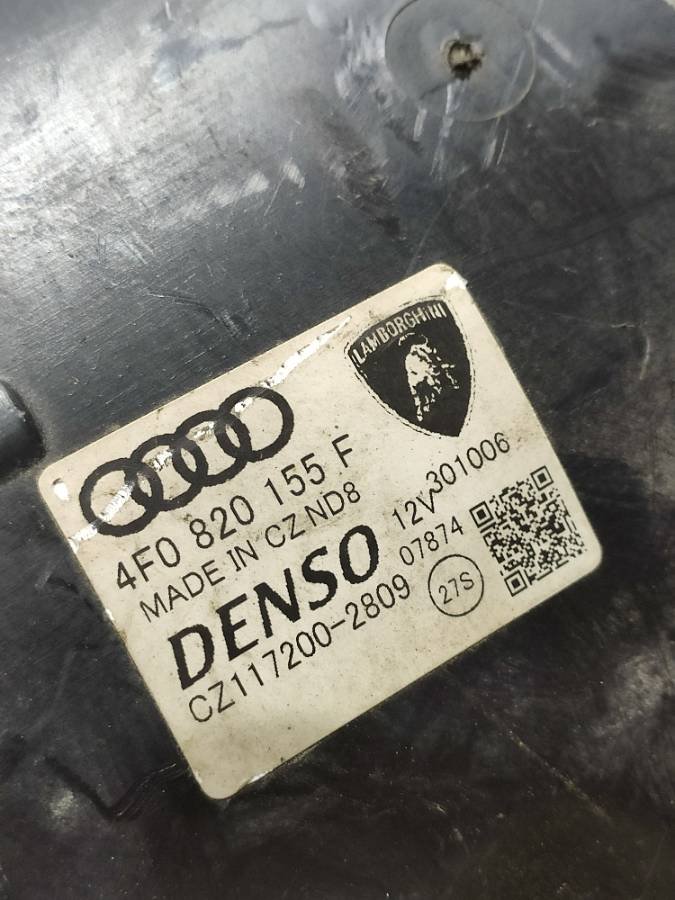 LAMBORGHINI
4F0 820 155 F
MADE IN CZ ND8
DENSO 12V 301006
CZ117200-2809 07874
27S